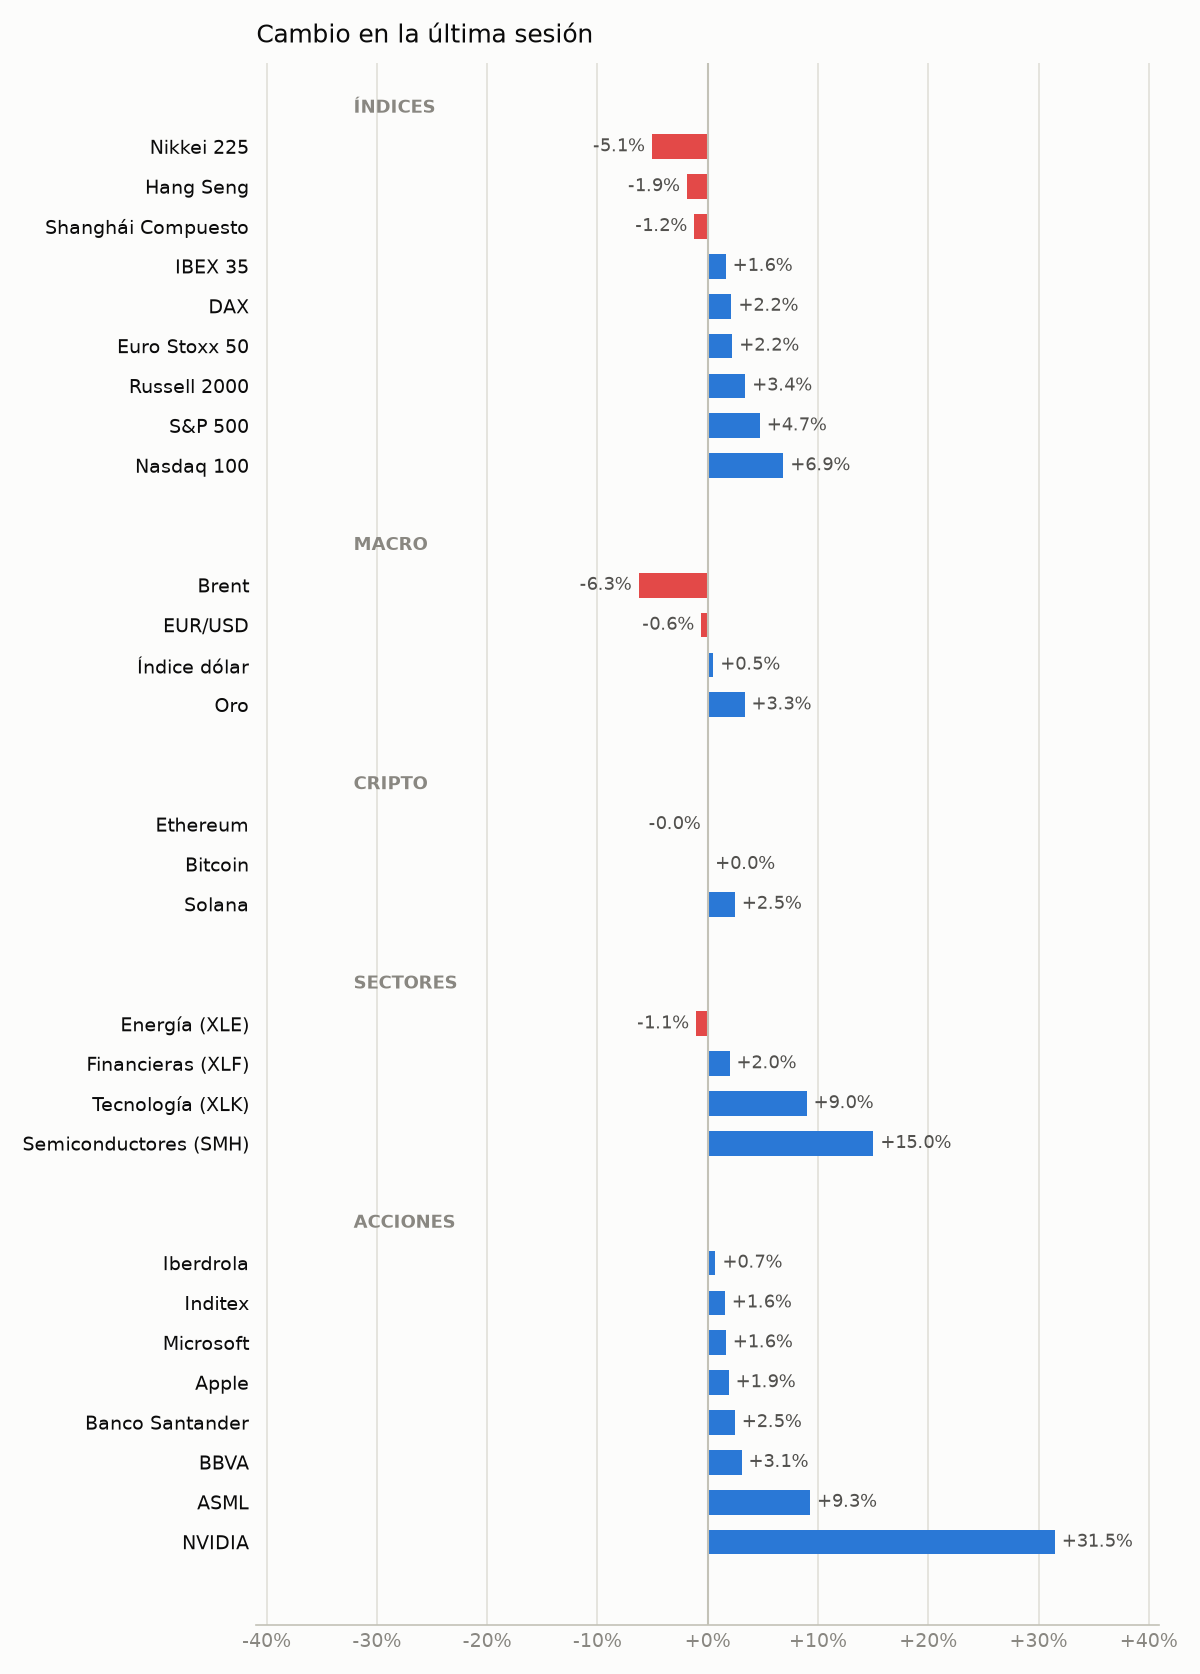 Cambio en la última sesión
ÍNDICES
Nikkei 225 -5.1%
Hang Seng -1.9%
Shanghái Compuesto -1.2%
IBEX 35 +1.6%
DAX +2.2%
Euro Stoxx 50 +2.2%
Russell 2000 +3.4%
S&P 500 +4.7%
Nasdaq 100 +6.9%
MACRO
Brent -6.3%
EUR/USD -0.6%
Índice dólar +0.5%
Oro +3.3%
CRIPTO
Ethereum -0.0%
Bitcoin +0.0%
Solana +2.5%
SECTORES
Energía (XLE) -1.1%
Financieras (XLF) +2.0%
Tecnología (XLK) +9.0%
Semiconductores (SMH) +15.0%
ACCIONES
Iberdrola +0.7%
Inditex +1.6%
Microsoft +1.6%
Apple +1.9%
Banco Santander +2.5%
BBVA +3.1%
ASML +9.3%
NVIDIA +31.5%
-40% -30% -20% -10% +0% +10% +20% +30% +40%